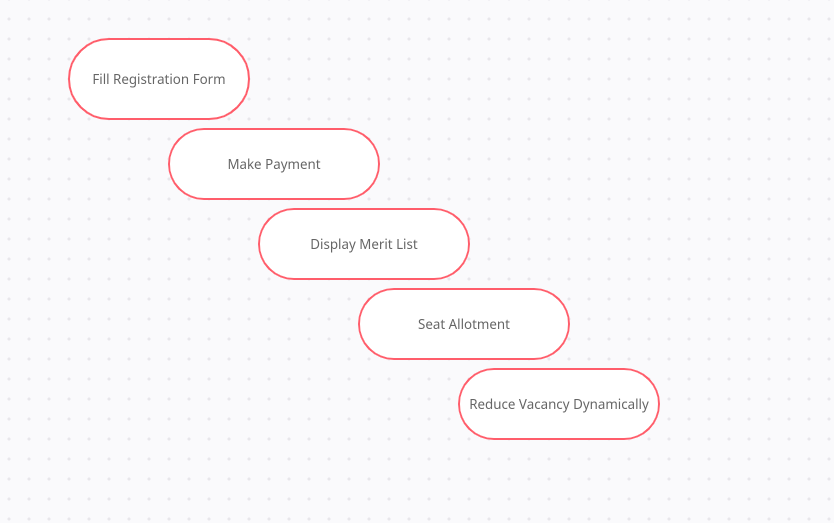 Fill Registration Form
Make Payment
Display Merit List
Seat Allotment
Reduce Vacancy Dynamically